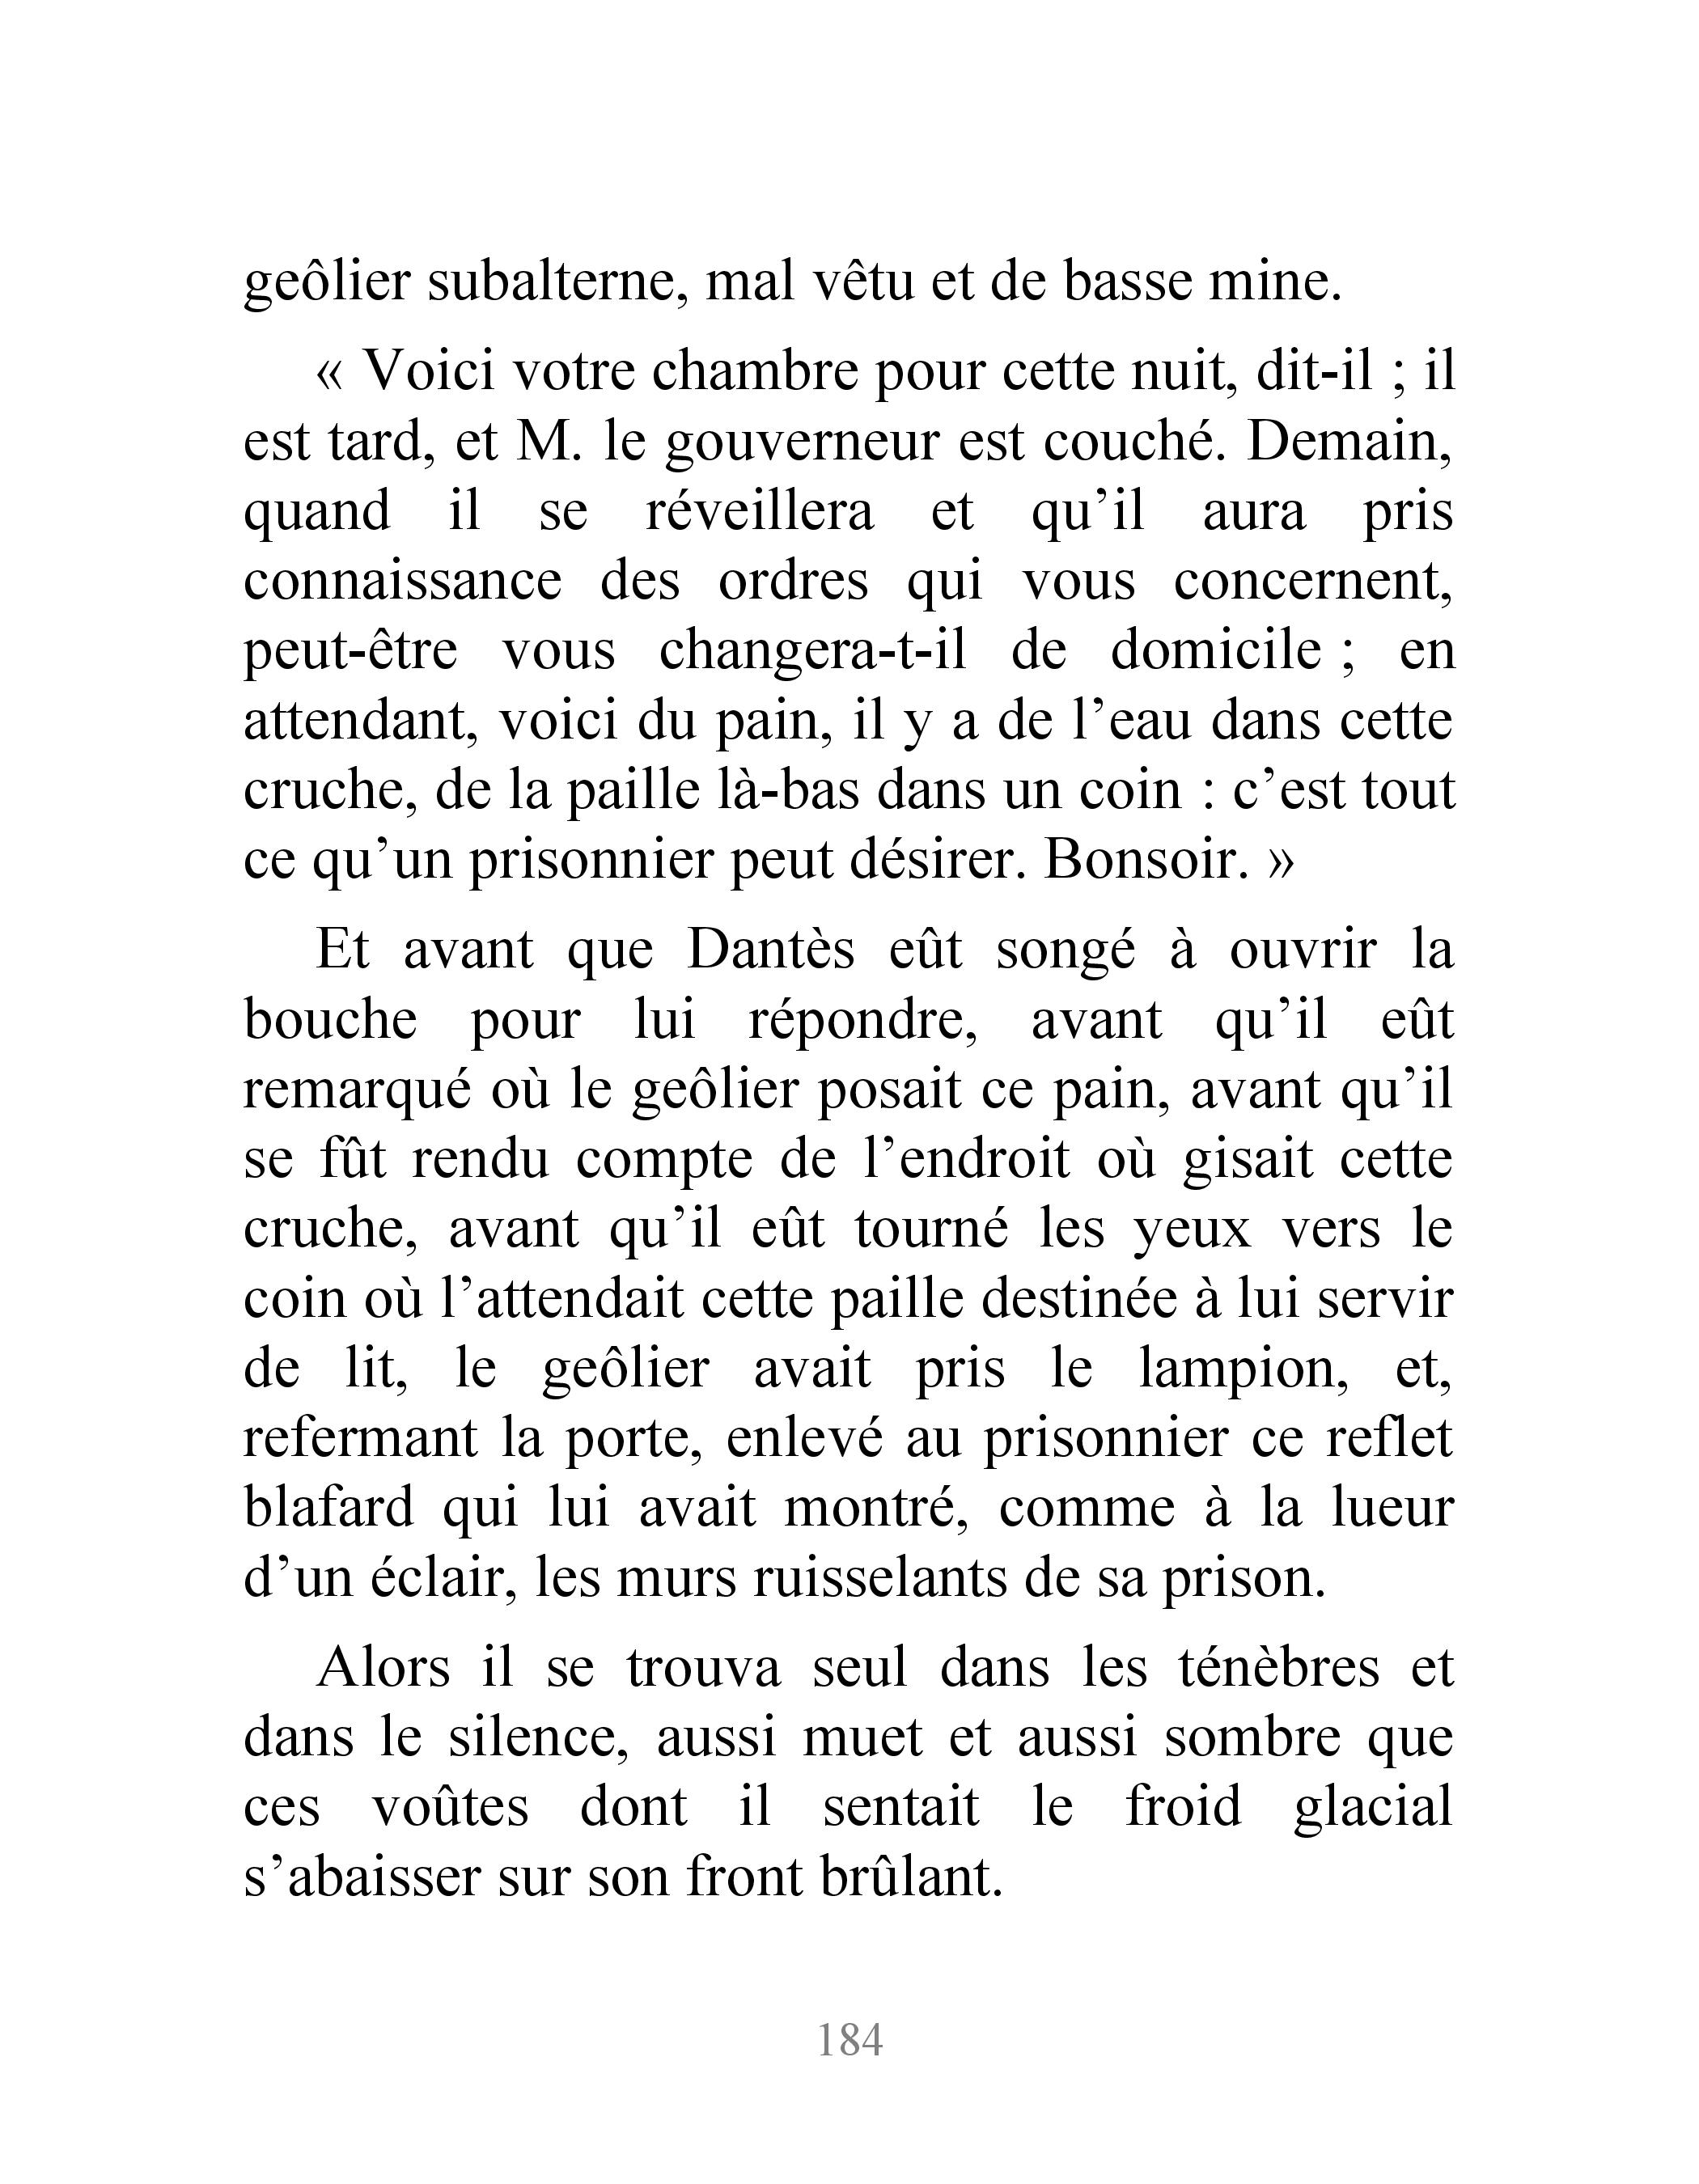 geôlier subalterne, mal vêtu et de basse mine.
« Voici votre chambre pour cette nuit, dit-il ; il
est tard, et M. le gouverneur est couché. Demain,
quand il se réveillera et qu’il aura pris
connaissance des ordres qui vous concernent,
peut-être vous changera-t-il de domicile ; en
attendant, voici du pain, il y a de l’eau dans cette
cruche, de la paille là-bas dans un coin : c’est tout
ce qu’un prisonnier peut désirer. Bonsoir. »
Et avant que Dantès eût songé à ouvrir la
bouche pour lui répondre, avant qu’il eût
remarqué où le geôlier posait ce pain, avant qu’il
se fût rendu compte de l’endroit où gisait cette
cruche, avant qu’il eût tourné les yeux vers le
coin où l’attendait cette paille destinée à lui servir
de lit, le geôlier avait pris le lampion, et,
refermant la porte, enlevé au prisonnier ce reflet
blafard qui lui avait montré, comme à la lueur
d’un éclair, les murs ruisselants de sa prison.
Alors il se trouva seul dans les ténèbres et
dans le silence, aussi muet et aussi sombre que
ces voûtes dont il sentait le froid glacial
s’abaisser sur son front brûlant.
184